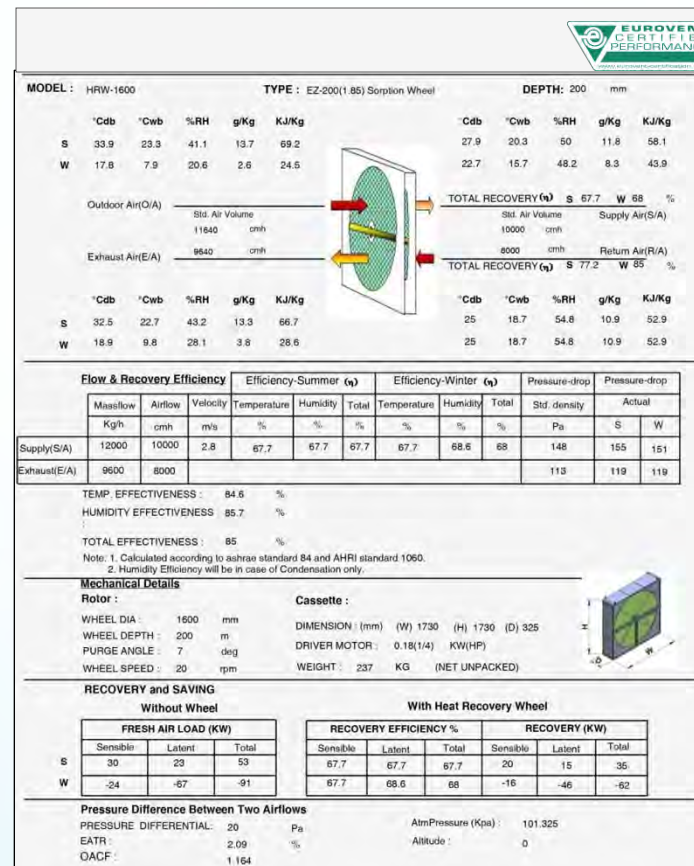 EUROVENT
CERTIFIED
PERFORMANCE
MODEL : HRW-1600 TYPE : EZ-200(1.85) Sorption Wheel DEPTH: 200 mm
°Cdb °Cwb %RH g/Kg KJ/Kg °Cdb °Cwb %RH g/Kg KJ/Kg
S 33.9 23.3 41.1 13.7 69.2 27.9 20.3 50 11.8 58.1
W 17.8 7.9 20.6 2.6 24.5 22.7 15.7 48.2 8.3 43.9
Outdoor Air(O/A) TOTAL RECOVERY(η) S 67.7 W 68 %
Std. Air Volume Std. Air Volume Supply Air(S/A)
11640 cmh 10000 cmh
Exhaust Air(E/A) 9640 cmh 8000 cmh Return Air(R/A)
TOTAL RECOVERY(η) S 77.2 W 85 %
°Cdb °Cwb %RH g/Kg KJ/Kg °Cdb °Cwb %RH g/Kg KJ/Kg
S 32.5 22.7 43.2 13.3 66.7 25 18.7 54.8 10.9 52.9
W 18.9 9.8 28.1 3.8 28.6 25 18.7 54.8 10.9 52.9
Flow & Recovery Efficiency Efficiency-Summer (η) Efficiency-Winter (η) Pressure-drop Pressure-drop
Massflow Airflow Velocity Temperature Humidity Total Temperature Humidity Total Std. density Actual
Kg/h cmh m/s % % % % % % Pa S W
Supply(S/A) 12000 10000 2.8 67.7 67.7 67.7 67.7 68.6 68 148 155 151
Exhaust(E/A) 9600 8000 113 119 119
TEMP. EFFECTIVENESS : 84.6 %
HUMIDITY EFFECTIVENESS 85.7 %
:
TOTAL EFFECTIVENESS : 85 %
Note: 1. Calculated according to ashrae standard 84 and AHRI standard 1060.
2. Humidity Efficiency will be in case of Condensation only.
Mechanical Details
Rotor : Cassette :
WHEEL DIA : 1600 mm DIMENSION : (mm) (W) 1730 (H) 1730 (D) 325
WHEEL DEPTH : 200 m DRIVER MOTOR : 0.18(1/4) KW(HP)
PURGE ANGLE : 7 deg WEIGHT : 237 KG (NET UNPACKED)
WHEEL SPEED : 20 rpm
H
D
W
RECOVERY and SAVING
Without Wheel With Heat Recovery Wheel
FRESH AIR LOAD (KW) RECOVERY EFFICIENCY % RECOVERY (KW)
Sensible Latent Total Sensible Latent Total Sensible Latent Total
S 30 23 53 67.7 67.7 67.7 20 15 35
W -24 -67 -91 67.7 68.6 68 -16 -46 -62
Pressure Difference Between Two Airflows
PRESSURE DIFFERENTIAL: 20 Pa AtmPressure (Kpa) : 101.325
EATR : 2.09 % Altitude : 0
OACF : 1.164